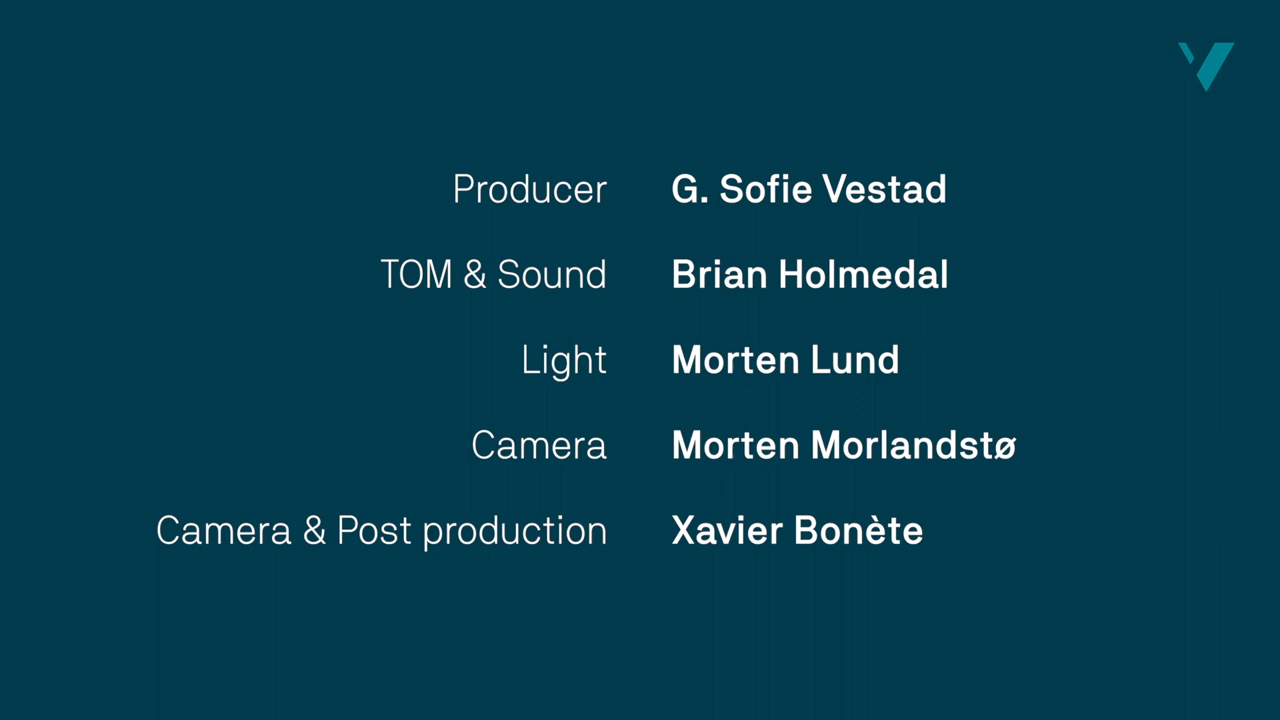 Producer G. Sofie Vestad
TOM & Sound Brian Holmedal
Light Morten Lund
Camera Morten Morlandstø
Camera & Post production Xavier Bonète